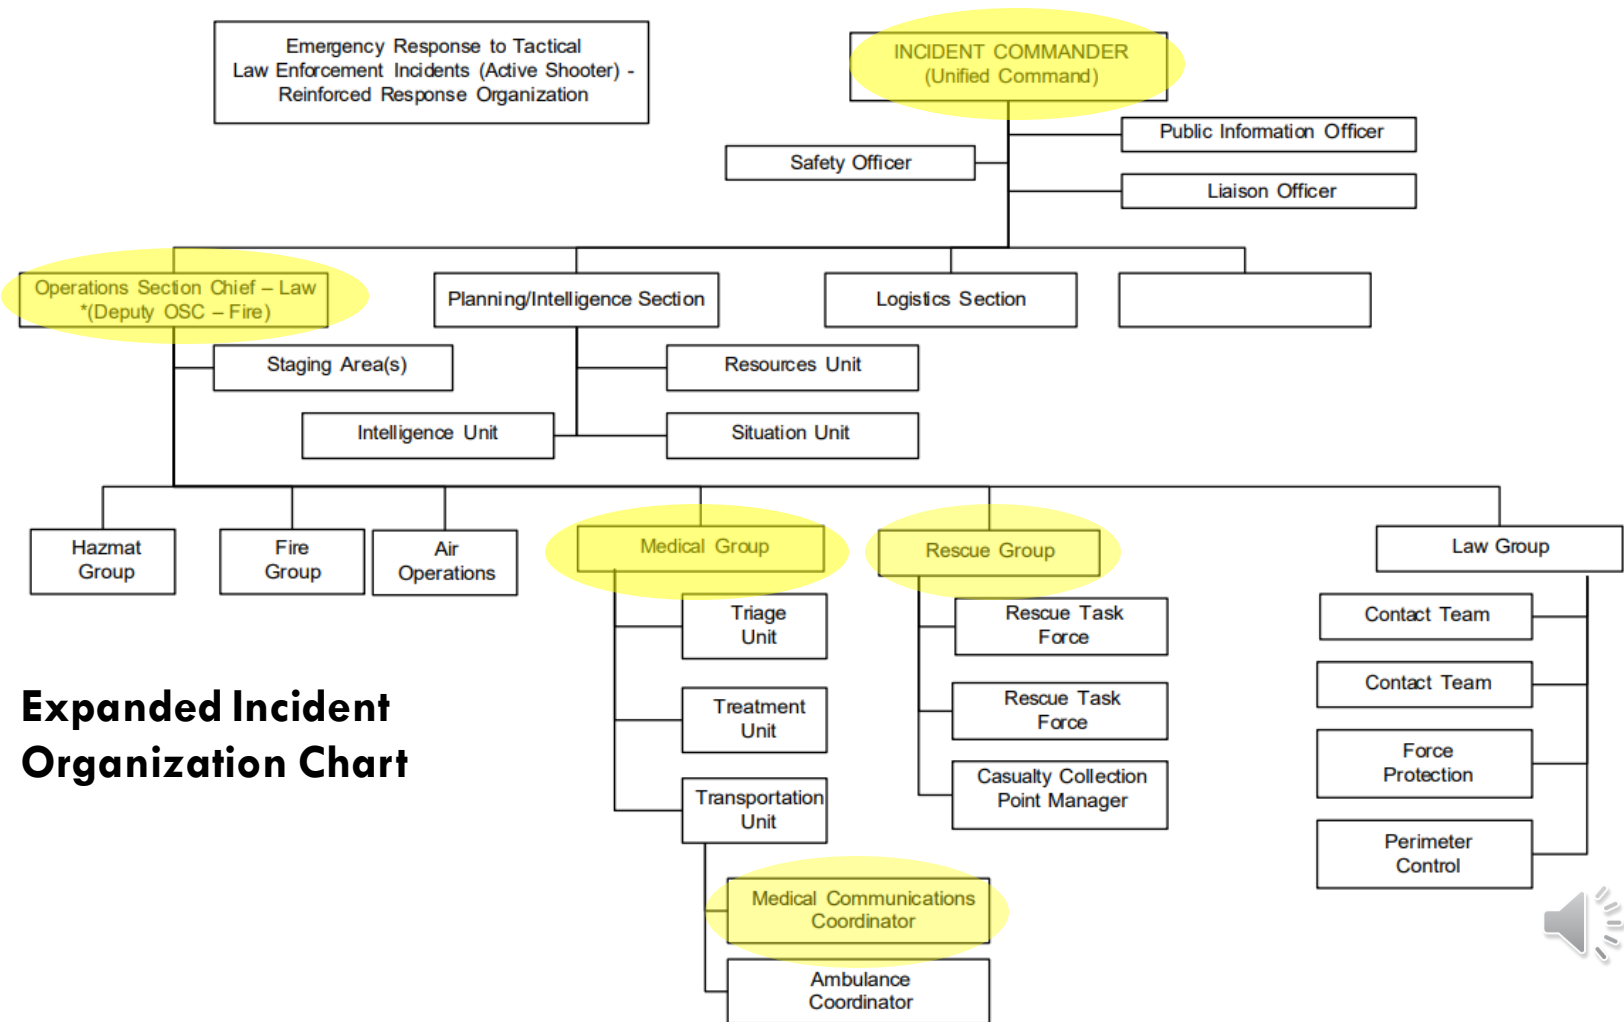 Emergency Response to Tactical
Law Enforcement Incidents (Active Shooter) -
Reinforced Response Organization
INCIDENT COMMANDER
(Unified Command)
Public Information Officer
Safety Officer
Liaison Officer
Operations Section Chief – Law
*(Deputy OSC – Fire)
Planning/Intelligence Section
Logistics Section
Staging Area(s)
Resources Unit
Intelligence Unit
Situation Unit
Hazmat
Group
Fire
Group
Air
Operations
Medical Group
Rescue Group
Law Group
Triage
Unit
Treatment
Unit
Transportation
Unit
Medical Communications
Coordinator
Ambulance
Coordinator
Rescue Task
Force
Rescue Task
Force
Casualty Collection
Point Manager
Contact Team
Contact Team
Force
Protection
Perimeter
Control
Expanded Incident
Organization Chart